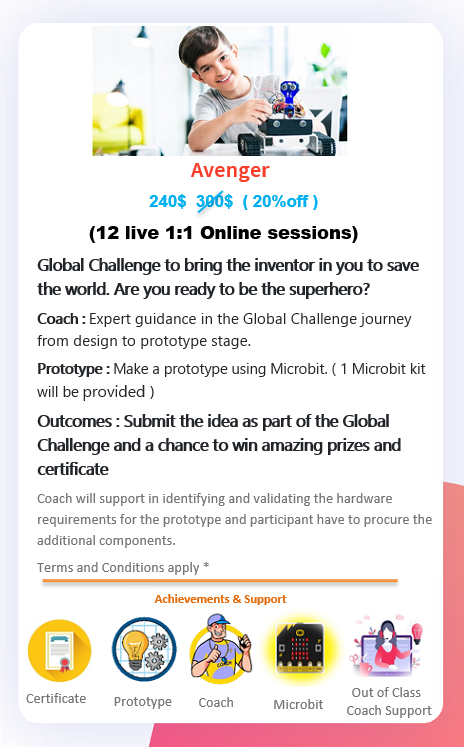 Avenger
240$ 300$ ( 20%off )
(12 live 1:1 Online sessions)
Global Challenge to bring the inventor in you to save
the world. Are you ready to be the superhero?
Coach : Expert guidance in the Global Challenge journey
from design to prototype stage.
Prototype : Make a prototype using Microbit. ( 1 Microbit kit
will be provided )
Outcomes : Submit the idea as part of the Global
Challenge and a chance to win amazing prizes and
certificate
Coach will support in identifying and validating the hardware
requirements for the prototype and participant have to procure the
additional components.
Terms and Conditions apply *
Achievements & Support
Certificate
Prototype
Coach
Microbit
Out of Class
Coach Support